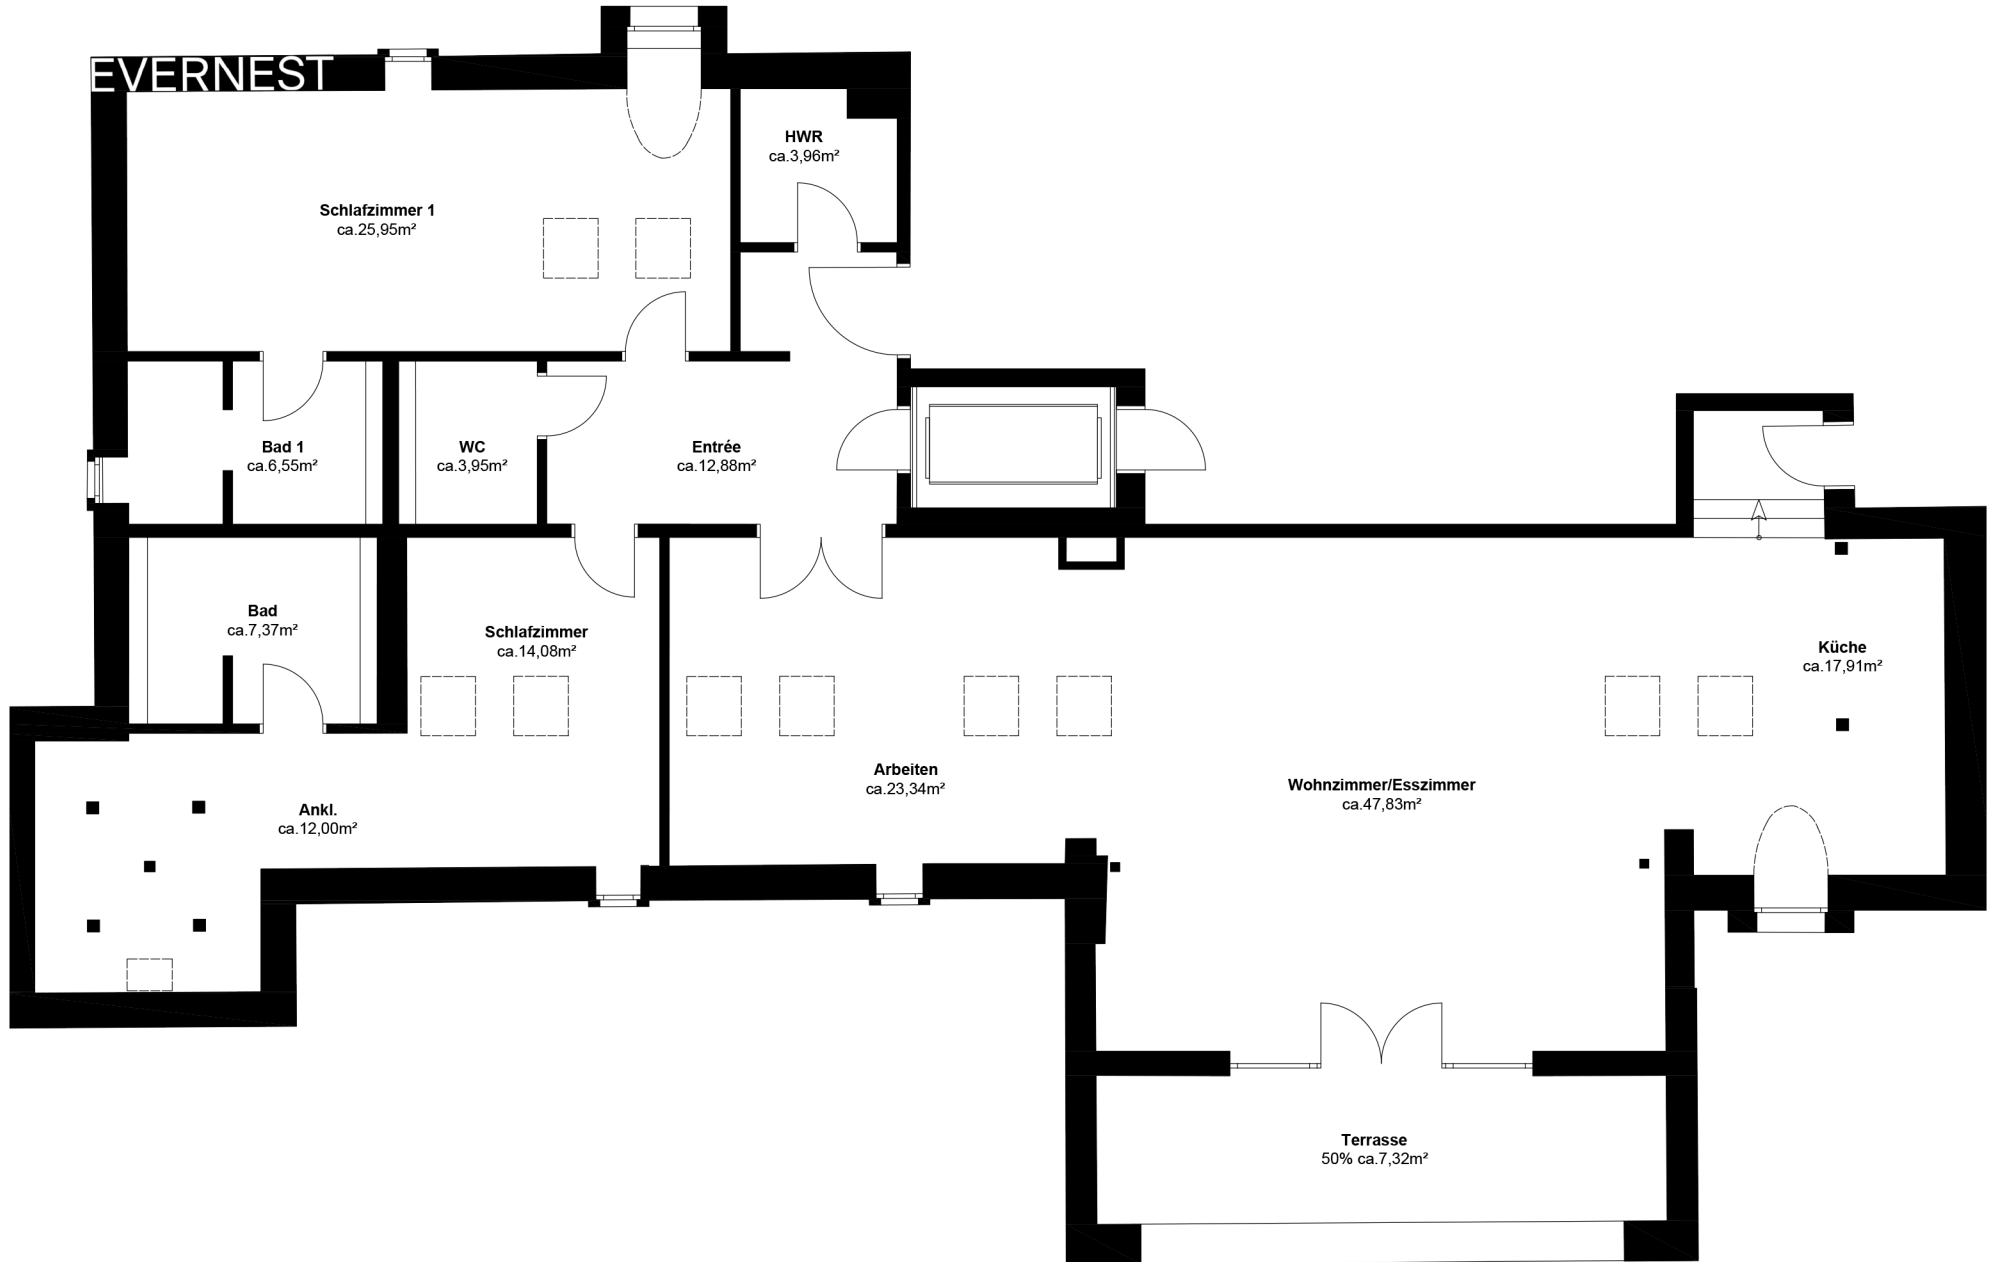 EVERNEST
HWR
ca.3,96m²
Schlafzimmer 1
ca.25,95m²
Bad 1
ca.6,55m²
WC
ca.3,95m²
Entrée
ca.12,88m²
Bad
ca.7,37m²
Schlafzimmer
ca.14,08m²
Küche
ca.17,91m²
Arbeiten
ca.23,34m²
Wohnzimmer/Esszimmer
ca.47,83m²
Ankl.
ca.12,00m²
Terrasse
50% ca.7,32m²